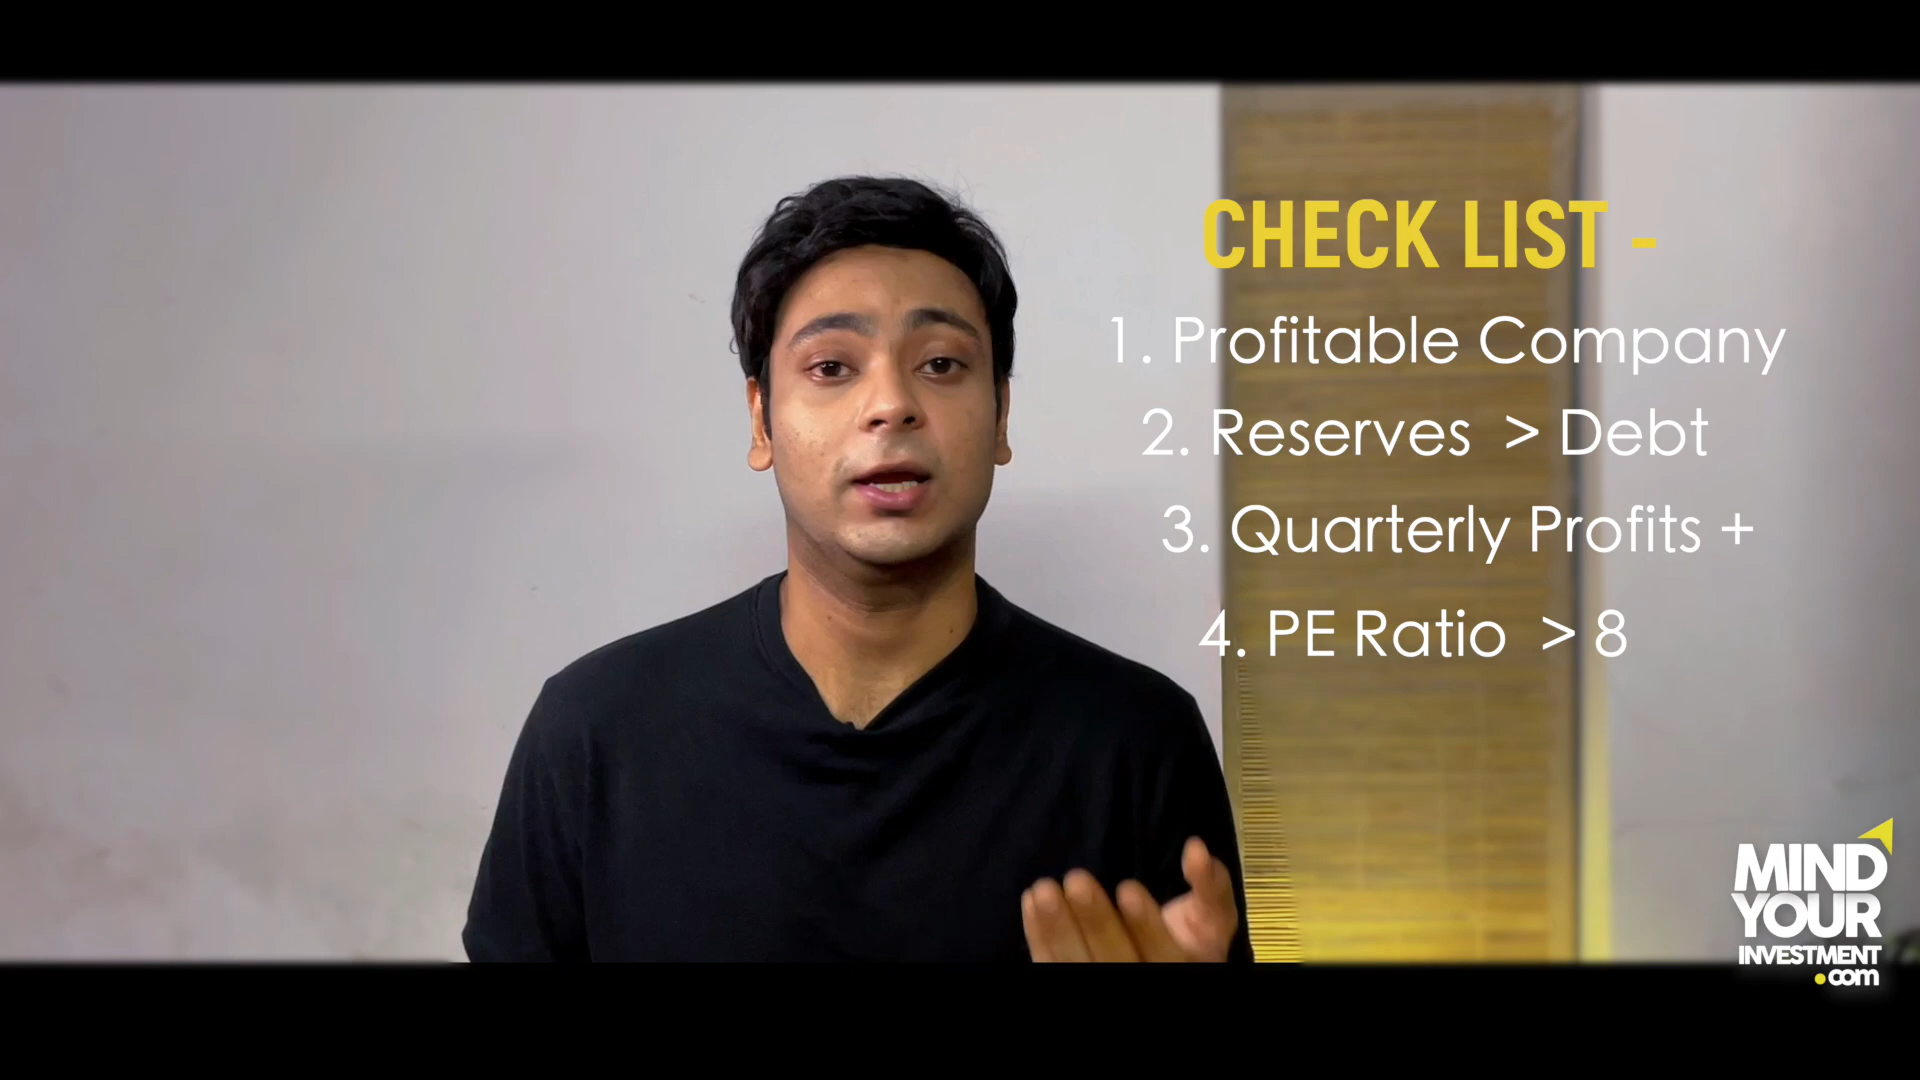 CHECK LIST -
1. Profitable Company
2. Reserves > Debt
3. Quarterly Profits +
4. PE Ratio > 8
MIND
YOUR
INVESTMENT
.com